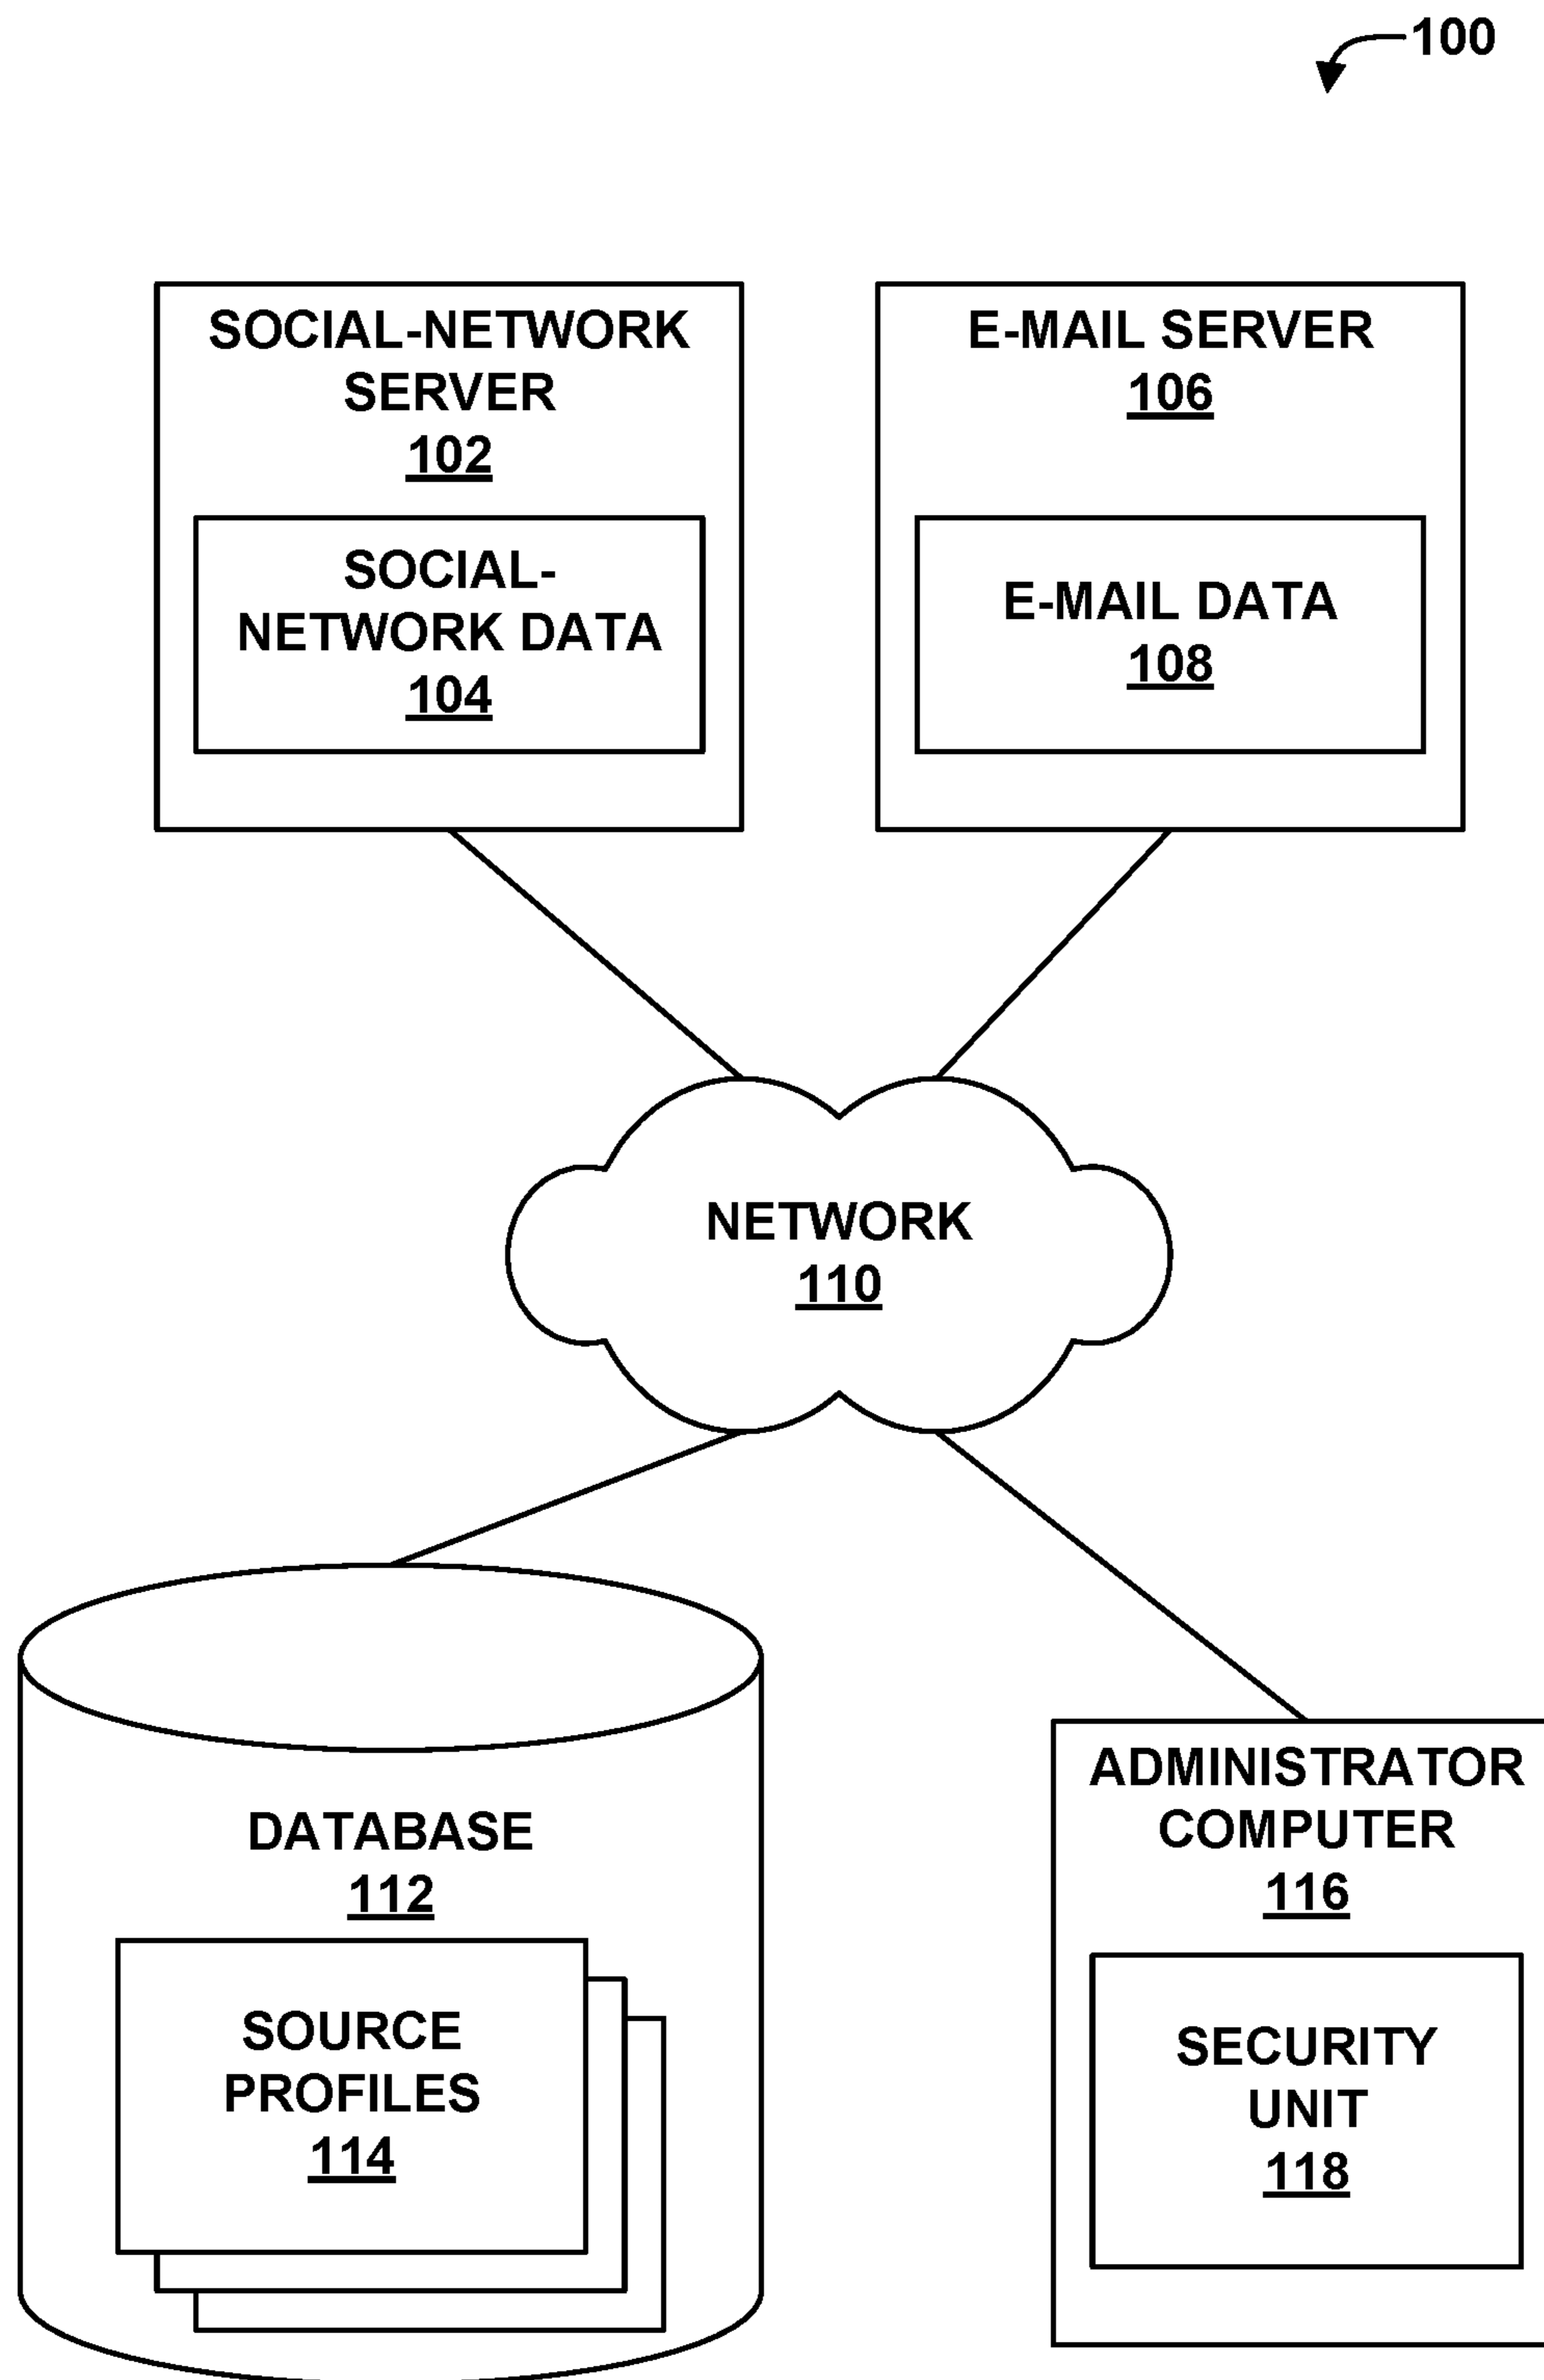 100
SOCIAL-NETWORK
SERVER
102
SOCIAL-
NETWORK DATA
104
E-MAIL SERVER
106
E-MAIL DATA
108
NETWORK
110
DATABASE
112
SOURCE
PROFILES
114
ADMINISTRATOR
COMPUTER
116
SECURITY
UNIT
118